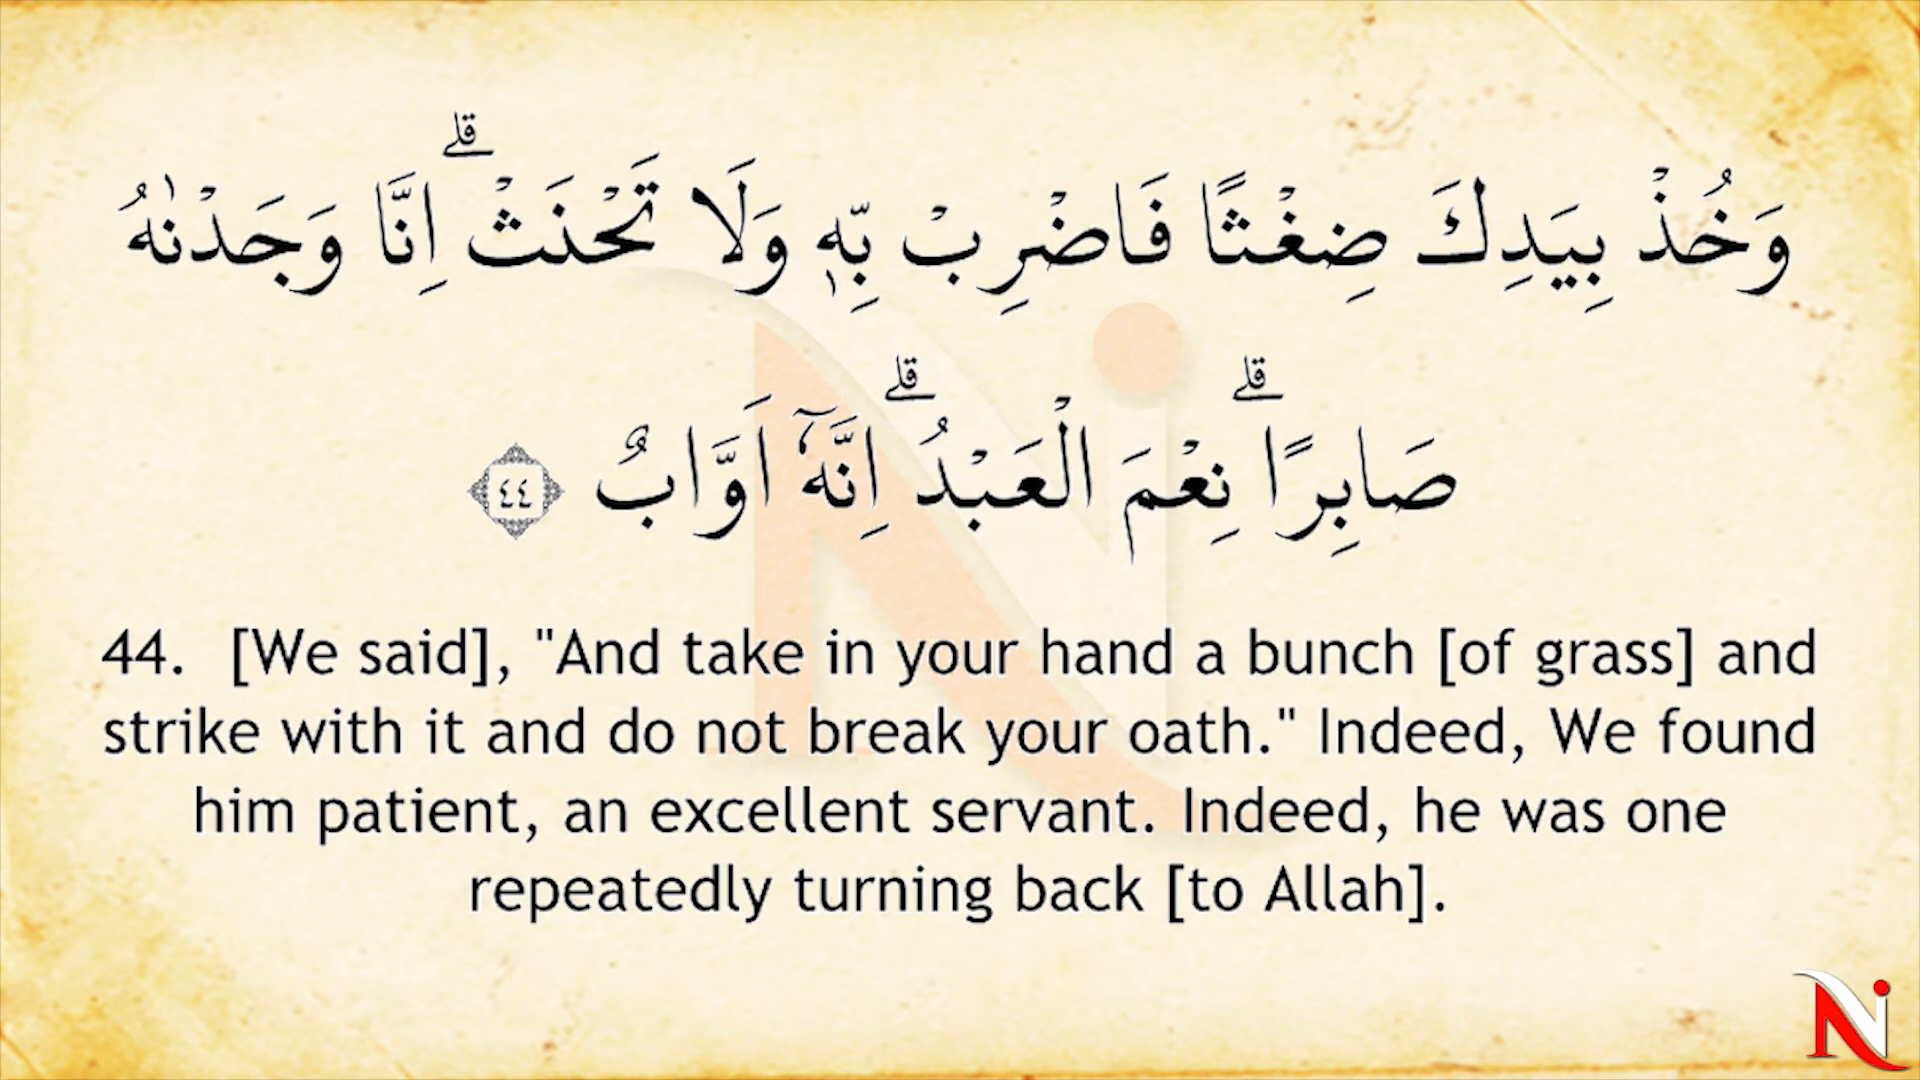 وَخُذْ بِيَدِكَ ضِغْثًا فَاضْرِبْ بِّهٖ وَلَا تَحْنَثْ ۗ اِنَّا وَجَدْنٰهُ
صَابِرًا ۗ نِعْمَ الْعَبْدُ ۗ اِنَّهٗٓ اَوَّابٌ ٤٤
44. [We said], "And take in your hand a bunch [of grass] and
strike with it and do not break your oath." Indeed, We found
him patient, an excellent servant. Indeed, he was one
repeatedly turning back [to Allah].
Ni